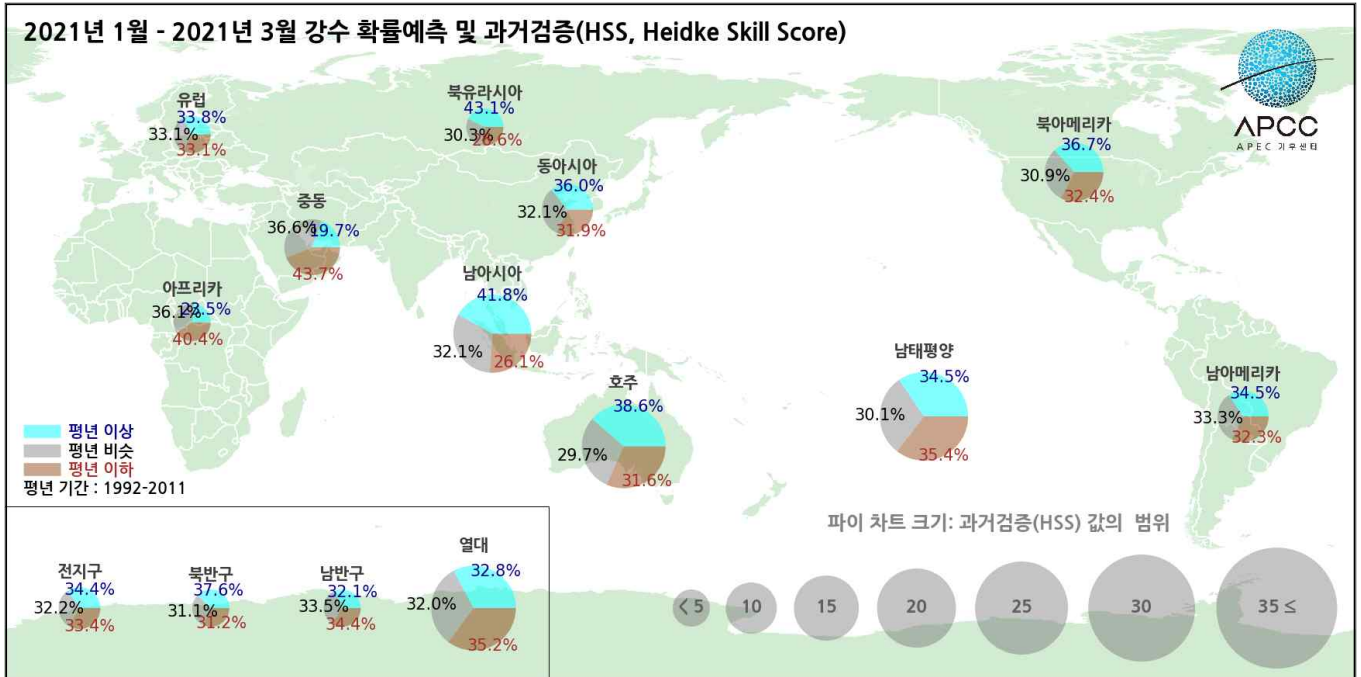 2021년 1월 - 2021년 3월 강수 확률예측 및 과거검증(HSS, Heidke Skill Score)
APCC
APEC 기후센터
유럽
33.8%
33.1%
33.1%
북유라시아
43.1%
30.3%
26.6%
북아메리카
36.7%
30.9%
32.4%
동아시아
36.0%
32.1%
31.9%
중동
36.6%
19.7%
43.7%
남아시아
41.8%
32.1%
26.1%
아프리카
36.1%
23.5%
40.4%
남태평양
34.5%
30.1%
35.4%
남아메리카
34.5%
33.3%
32.3%
호주
38.6%
29.7%
31.6%
평년 이상
평년 비슷
평년 이하
평년 기간 : 1992-2011
파이 차트 크기: 과거검증(HSS) 값의 범위
전지구
34.4%
32.2%
33.4%
북반구
37.6%
31.1%
31.2%
남반구
32.1%
33.5%
34.4%
열대
32.8%
32.0%
35.2%
< 5
10
15
20
25
30
35 ≤